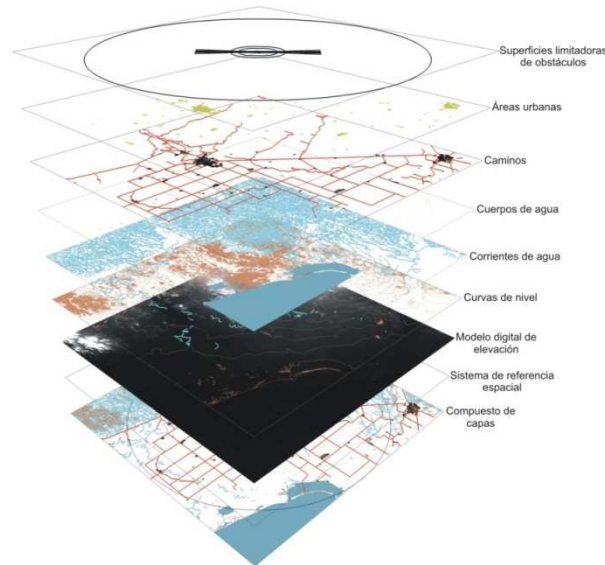 Superficies limitadoras
de obstáculos
Áreas urbanas
Caminos
Cuerpos de agua
Corrientes de agua
Curvas de nivel
Modelo digital de
elevación
Sistema de referencia
espacial
Compuesto de
capas